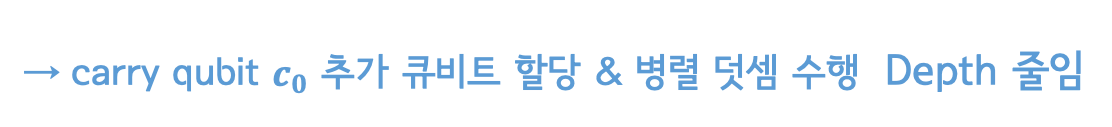 → carry qubit c₀ 추가 큐비트 할당 & 병렬 덧셈 수행 Depth 줄임